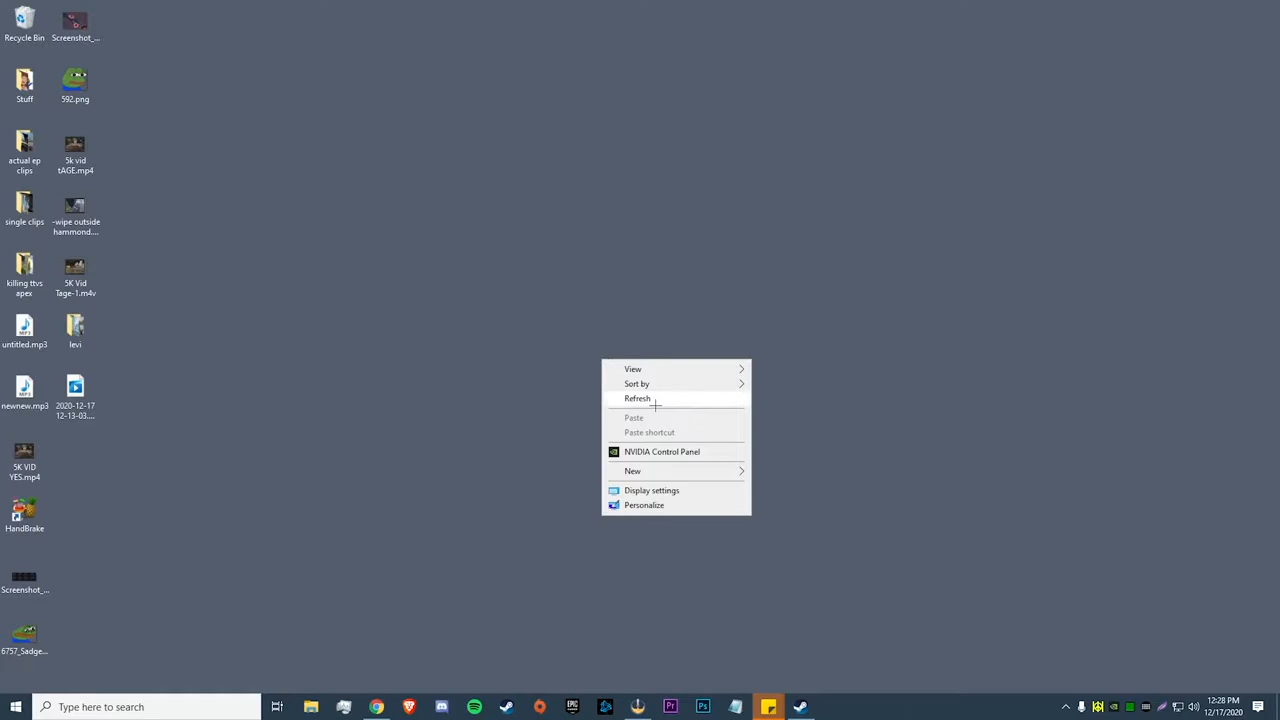 Recycle Bin
Screenshot_...
Stuff
592.png
actual ep
clips
5k vid
tAGE.mp4
single clips
-wipe outside
hammond....
killing ttvs
apex
5K Vid
Tage-1.m4v
untitled.mp3
levi
newnew.mp3
2020-12-17
12-13-03....
5K VID
YES.mp4
HandBrake
Screenshot_...
6757_Sadge...
View
Sort by
Refresh
Paste
Paste shortcut
NVIDIA Control Panel
New
Display settings
Personalize
Type here to search
EPIC
Pr
Ps
12:28 PM
12/17/2020